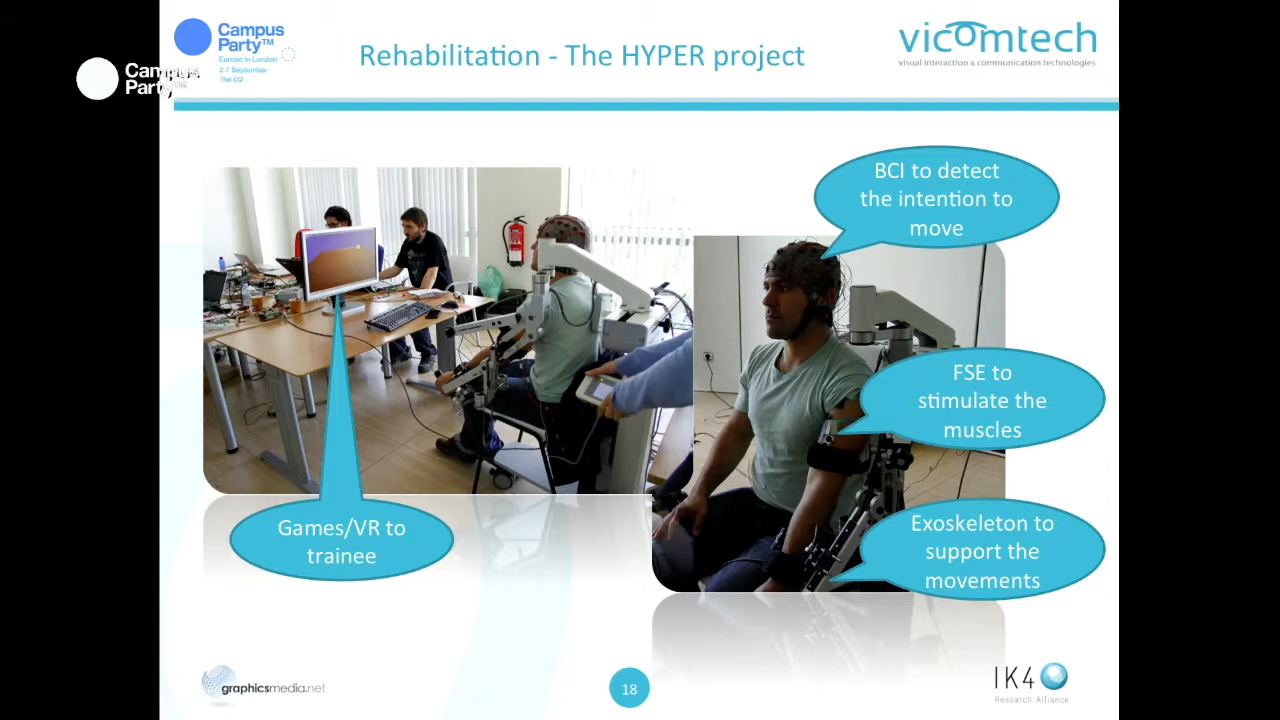 Campus
Party™
Europe in London
2-7 September
The O2
Campus
Party™
Rehabilitation - The HYPER project
vicomtech
visual interaction & communication technologies
BCI to detect
the intention to
move
FSE to
stimulate the
muscles
Exoskeleton to
support the
movements
Games/VR to
trainee
graphicsmedia.net
18
IK4
Research Alliance